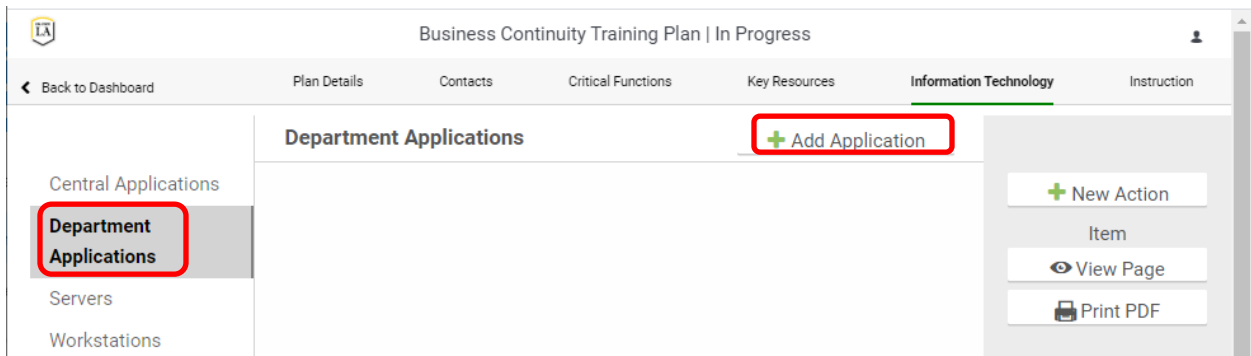 LA
Business Continuity Training Plan | In Progress
Back to Dashboard
Plan Details
Contacts
Critical Functions
Key Resources
Information Technology
Instruction
Department Applications
Add Application
Central Applications
Department
Applications
Servers
Workstations
New Action
Item
View Page
Print PDF